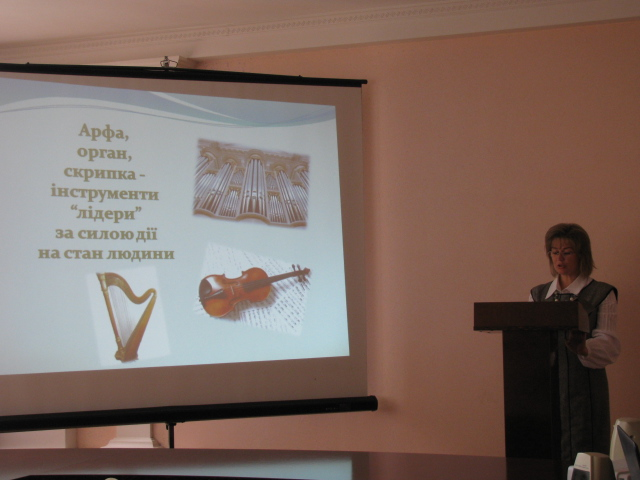 Арфа,
орган,
скрипка -
інструменти
“лідери”
за силою дії
на стан людини